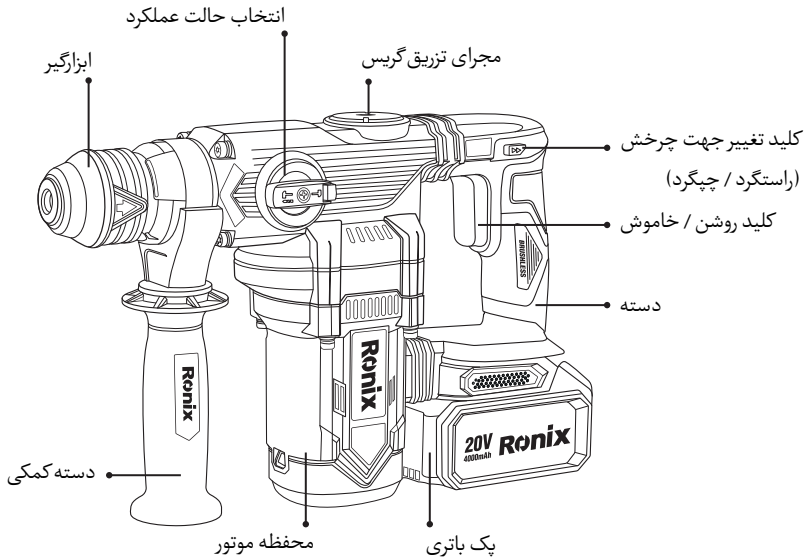 انتخاب حالت عملکرد
مجرای تزریق گریس
ابزارگیر
کلید تغییر جهت چرخش
(راستگرد / چپگرد)
کلید روشن / خاموش
BRUSHLESS
دسته
Ronix
Ronix
20V
4000mAh
Ronix
دسته کمکی
محفظه موتور
پک باتری